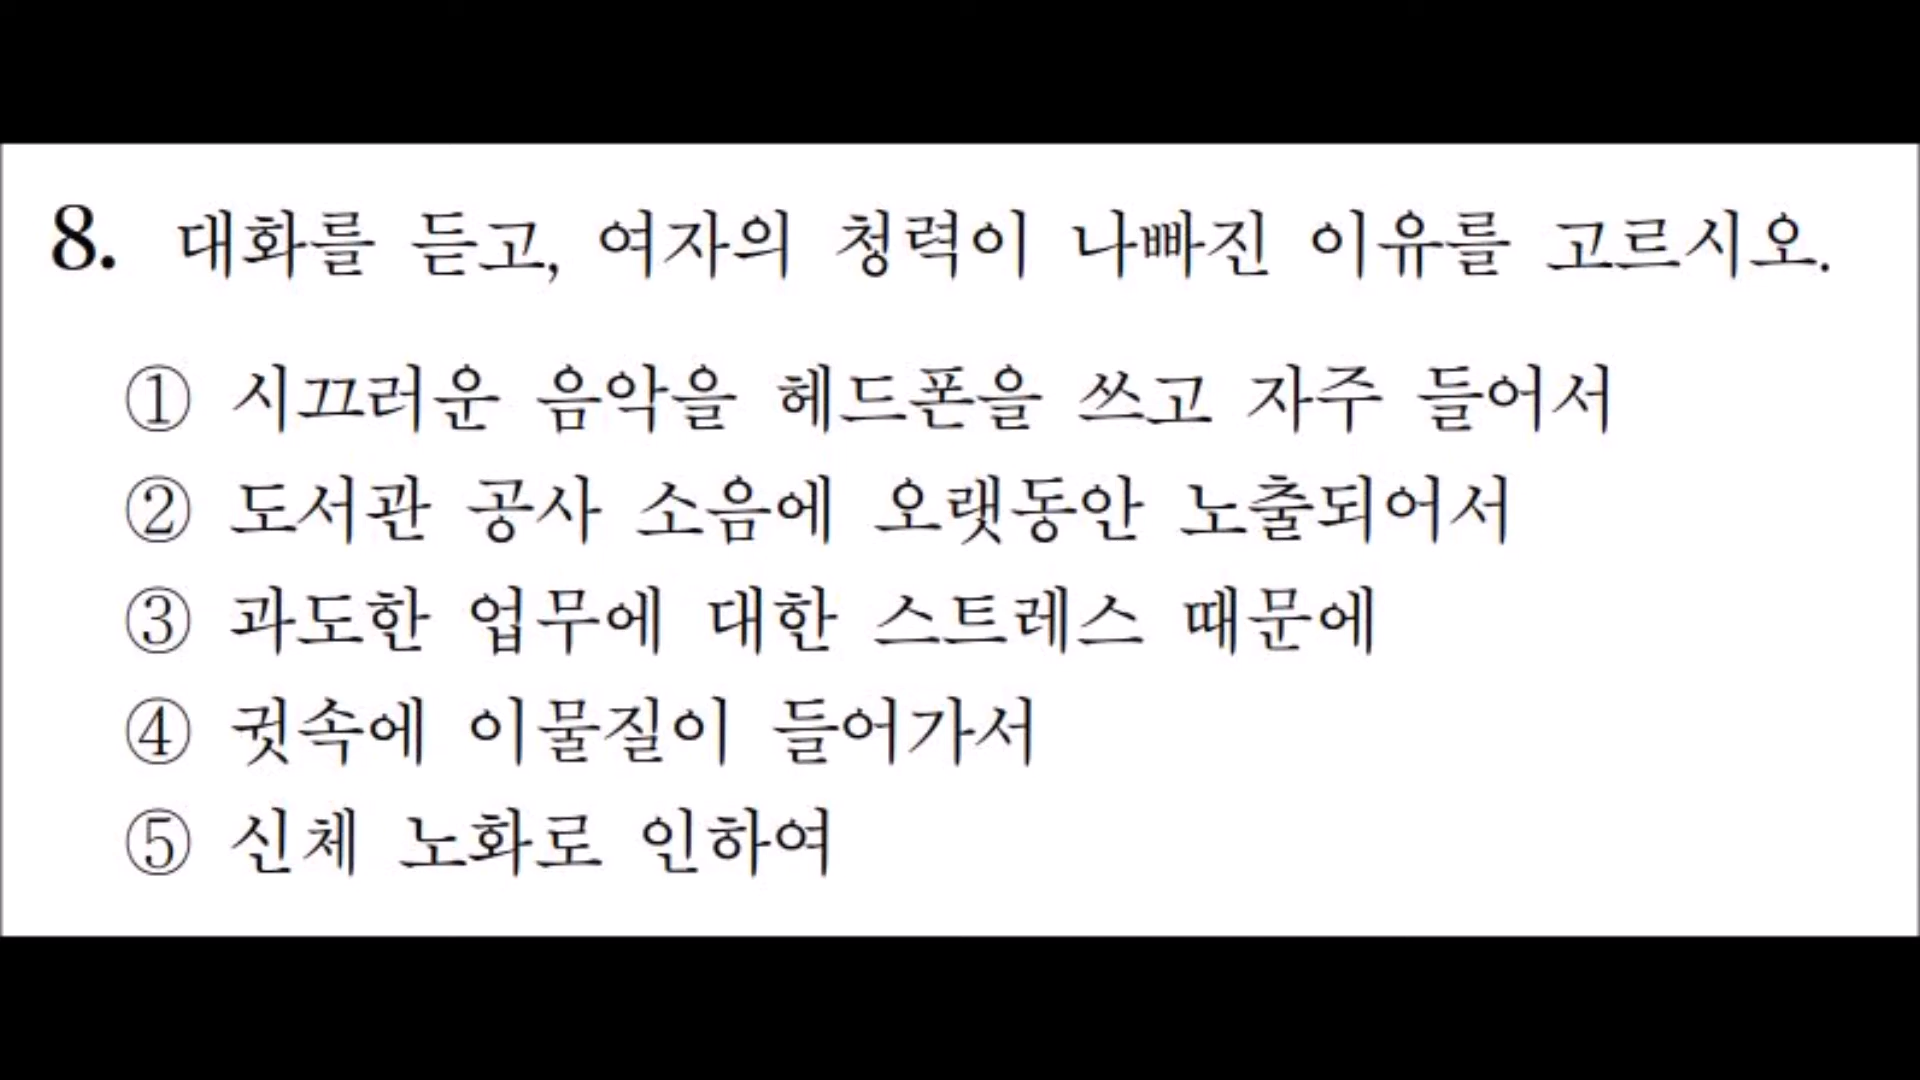 8. 대화를 듣고, 여자의 청력이 나빠진 이유를 고르시오.
① 시끄러운 음악을 헤드폰을 쓰고 자주 들어서
② 도서관 공사 소음에 오랫동안 노출되어서
③ 과도한 업무에 대한 스트레스 때문에
④ 귓속에 이물질이 들어가서
⑤ 신체 노화로 인하여